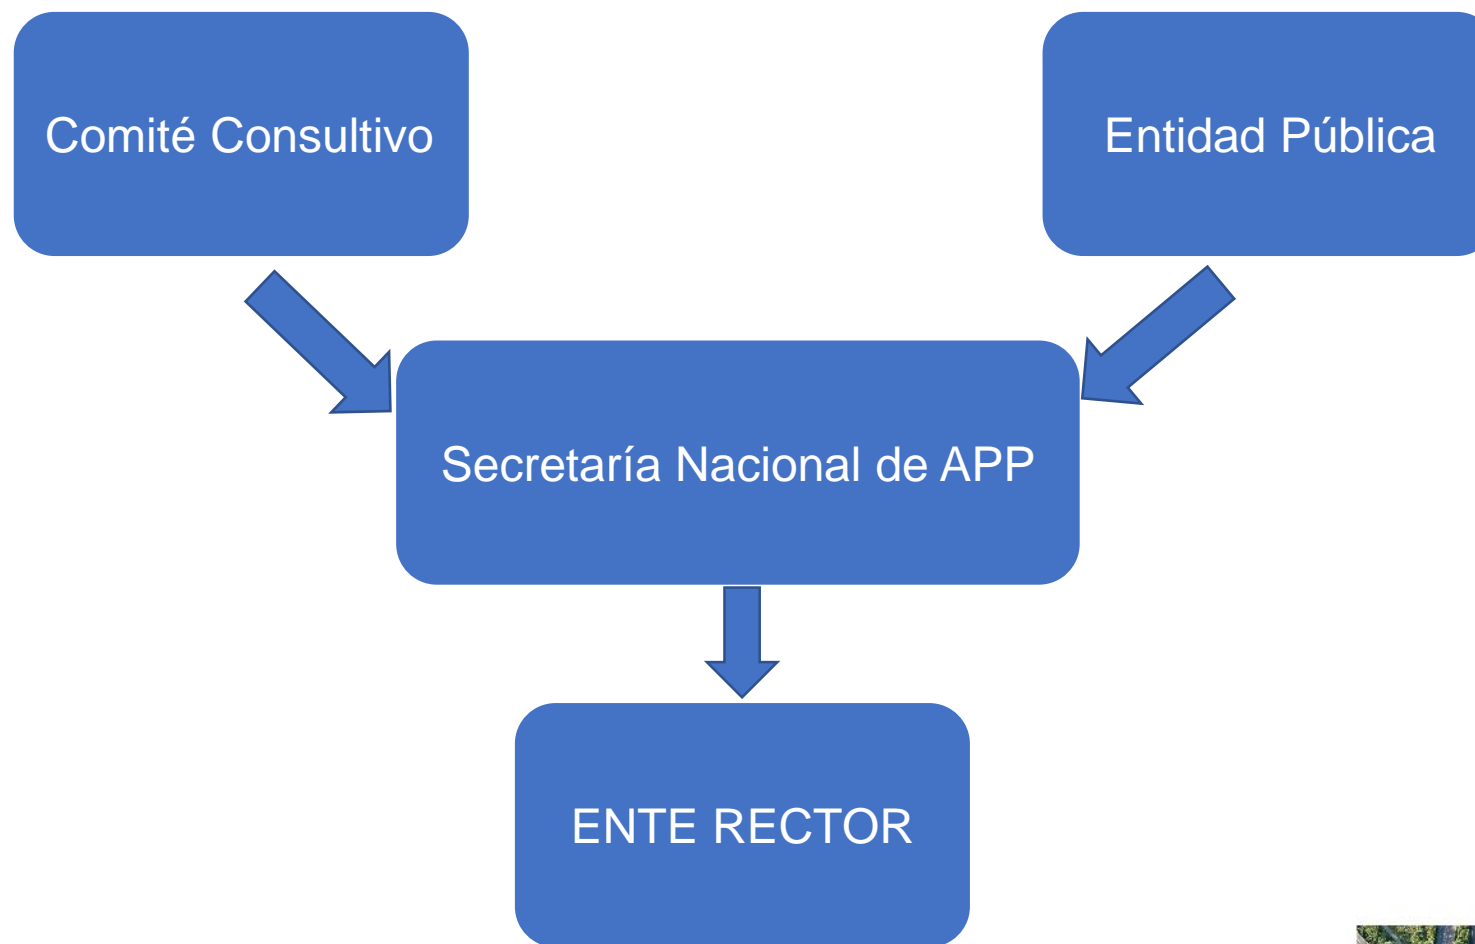 Comité Consultivo
Entidad Pública
Secretaría Nacional de APP
ENTE RECTOR